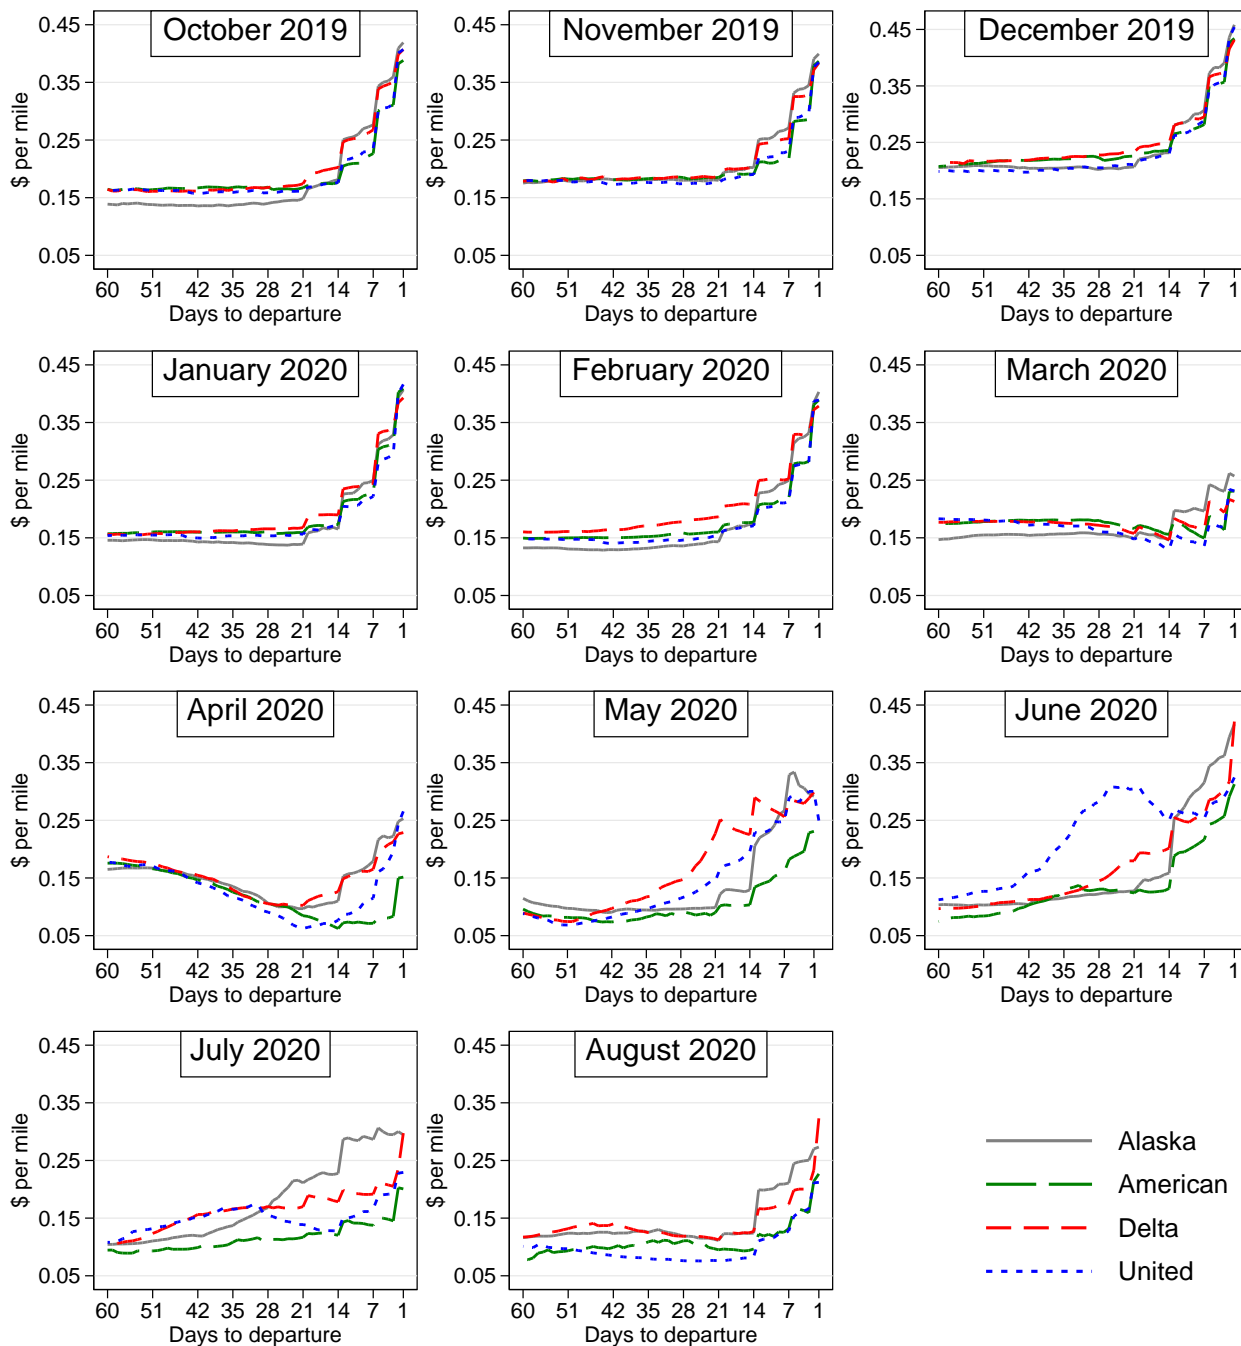 October 2019
$ per mile
0.45
0.35
0.25
0.15
0.05
60 51 42 35 28 21 14 7 1
Days to departure
November 2019
$ per mile
0.45
0.35
0.25
0.15
0.05
60 51 42 35 28 21 14 7 1
Days to departure
December 2019
$ per mile
0.45
0.35
0.25
0.15
0.05
60 51 42 35 28 21 14 7 1
Days to departure
January 2020
$ per mile
0.45
0.35
0.25
0.15
0.05
60 51 42 35 28 21 14 7 1
Days to departure
February 2020
$ per mile
0.45
0.35
0.25
0.15
0.05
60 51 42 35 28 21 14 7 1
Days to departure
March 2020
$ per mile
0.45
0.35
0.25
0.15
0.05
60 51 42 35 28 21 14 7 1
Days to departure
April 2020
$ per mile
0.45
0.35
0.25
0.15
0.05
60 51 42 35 28 21 14 7 1
Days to departure
May 2020
$ per mile
0.45
0.35
0.25
0.15
0.05
60 51 42 35 28 21 14 7 1
Days to departure
June 2020
$ per mile
0.45
0.35
0.25
0.15
0.05
60 51 42 35 28 21 14 7 1
Days to departure
July 2020
$ per mile
0.45
0.35
0.25
0.15
0.05
60 51 42 35 28 21 14 7 1
Days to departure
August 2020
$ per mile
0.45
0.35
0.25
0.15
0.05
60 51 42 35 28 21 14 7 1
Days to departure
Alaska
American
Delta
United